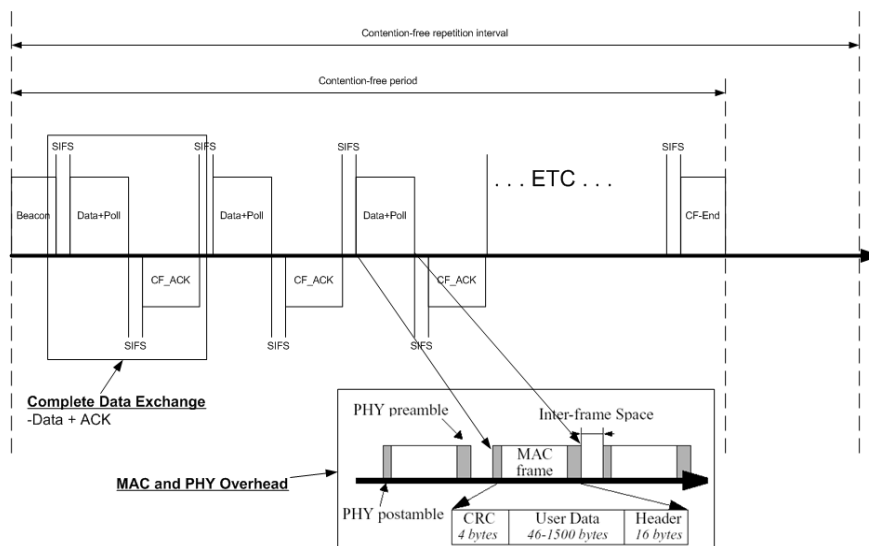 Contention-free repetition interval
Contention-free period
SIFS
SIFS
SIFS
SIFS
Beacon
Data+Poll
Data+Poll
Data+Poll
. . . ETC . . .
CF-End
CF_ACK
CF_ACK
CF_ACK
SIFS
SIFS
SIFS
Complete Data Exchange
-Data + ACK
PHY preamble
Inter-frame Space
MAC
frame
MAC and PHY Overhead
PHY postamble
CRC
4 bytes
User Data
46-1500 bytes
Header
16 bytes